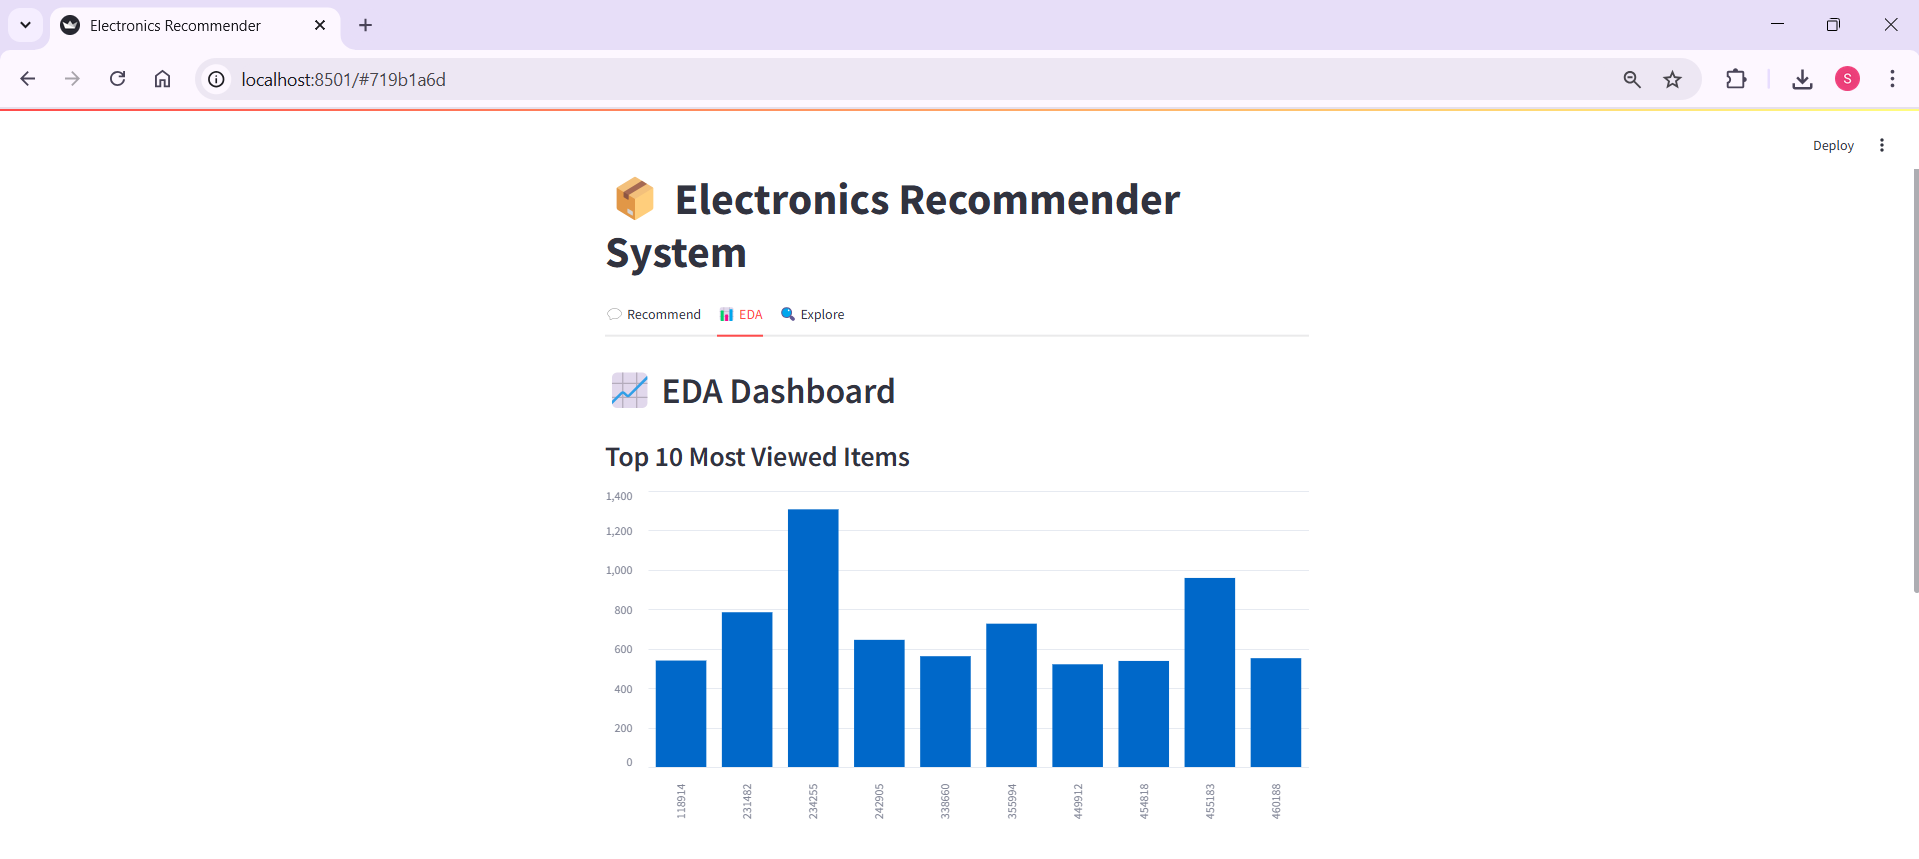 Electronics Recommender
localhost:8501/#719b1a6d
S
Deploy
Electronics Recommender
System
Recommend EDA Explore
EDA Dashboard
Top 10 Most Viewed Items
1,400
1,200
1,000
800
600
400
200
0
118914 231482 234255 242905 338660 355994 449912 454818 455183 460188